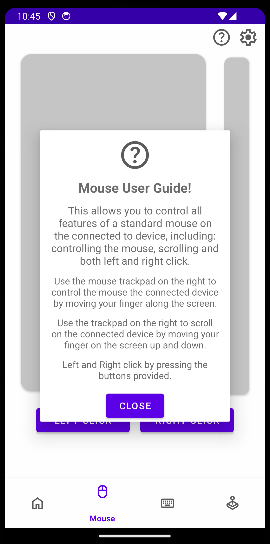 10:45
Mouse User Guide!
This allows you to control all
features of a standard mouse on
the connected to device, including:
controlling the mouse, scrolling and
both left and right click.
Use the mouse trackpad on the right to
control the mouse the connected device
by moving your finger along the screen.
Use the trackpad on the right to scroll
on the connected device by moving your
finger on the screen up and down.
Left and Right click by pressing the
buttons provided.
CLOSE
LEFT CLICK RIGHT CLICK
Mouse